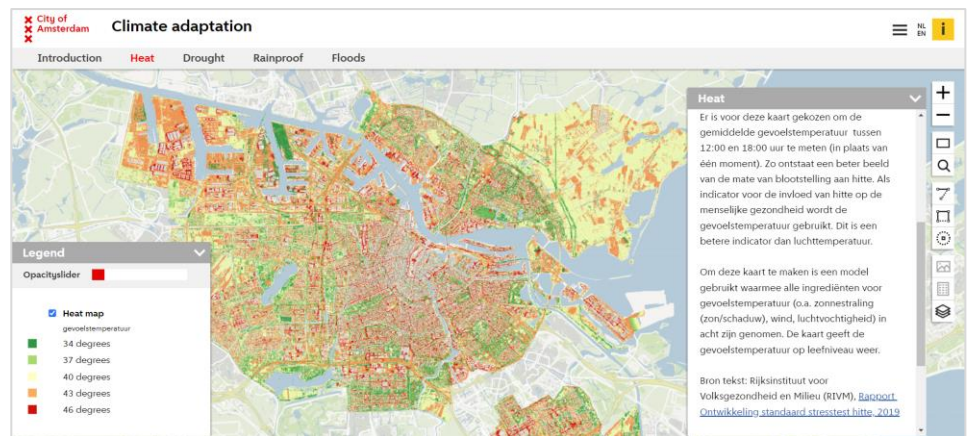 City of
Amsterdam
Climate adaptation
NL
EN
i
Introduction Heat Drought Rainproof Floods
Heat
Er is voor deze kaart gekozen om de
gemiddelde gevoelstemperatuur tussen
12:00 en 18:00 uur te meten (in plaats van
één moment). Zo ontstaat een beter beeld
van de mate van blootstelling aan hitte. Als
indicator voor de invloed van hitte op de
menselijke gezondheid wordt de
gevoelstemperatuur gebruikt. Dit is een
betere indicator dan luchttemperatuur.
Om deze kaart te maken is een model
gebruikt waarmee alle ingrediënten voor
gevoelstemperatuur (o.a. zonnestraling
(zon/schaduw), wind, luchtvochtigheid) in
acht zijn genomen. De kaart geeft de
gevoelstemperatuur op leefniveau weer.
Bron tekst: Rijksinstituut voor
Volksgezondheid en Milieu (RIVM), Rapport
Ontwikkeling standaard stresstest hitte, 2019
Legend
Opacityslider
Heat map
gevoelstemperatuur
34 degrees
37 degrees
40 degrees
43 degrees
46 degrees